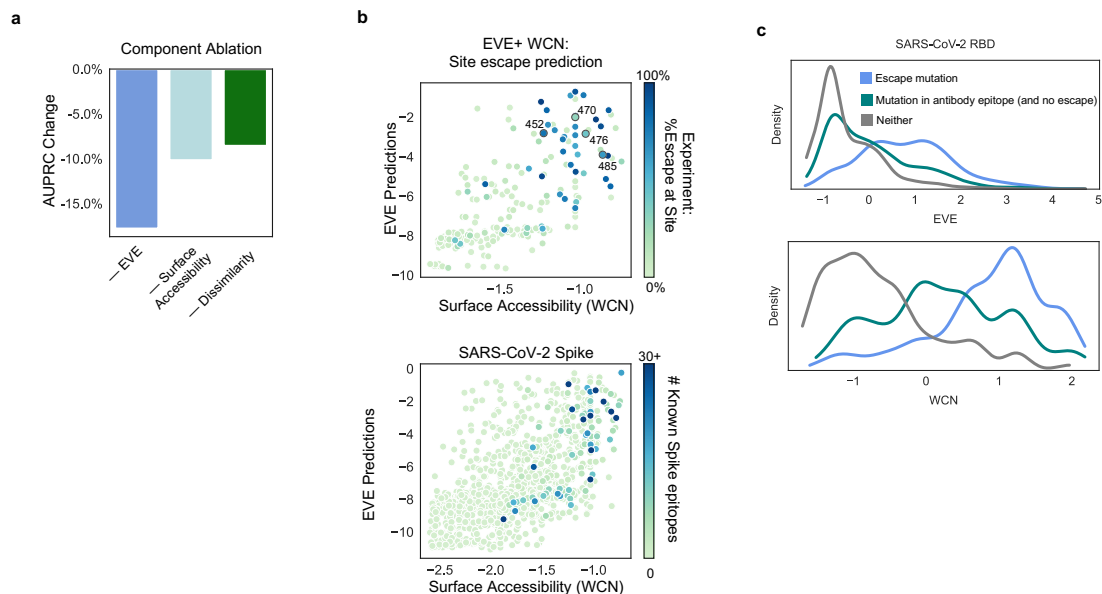 a
Component Ablation
0.0%
−5.0%
−10.0%
−15.0%
AUPRC Change
— EVE
— Surface
Accessibility
— Dissimilarity
b
EVE+ WCN:
Site escape prediction
−2
−4
−6
−8
−10
EVE Predictions
452
470
476
485
−1.5
−1.0
Surface Accessibility (WCN)
100%
0%
Experiment:
%Escape at Site
SARS-CoV-2 Spike
0
−2
−4
−6
−8
−10
EVE Predictions
−2.5
−2.0
−1.5
−1.0
Surface Accessibility (WCN)
30+
0
# Known Spike epitopes
c
SARS-CoV-2 RBD
Escape mutation
Mutation in antibody epitope (and no escape)
Neither
Density
−1
0
1
2
3
4
5
EVE
Density
−1
0
1
2
WCN